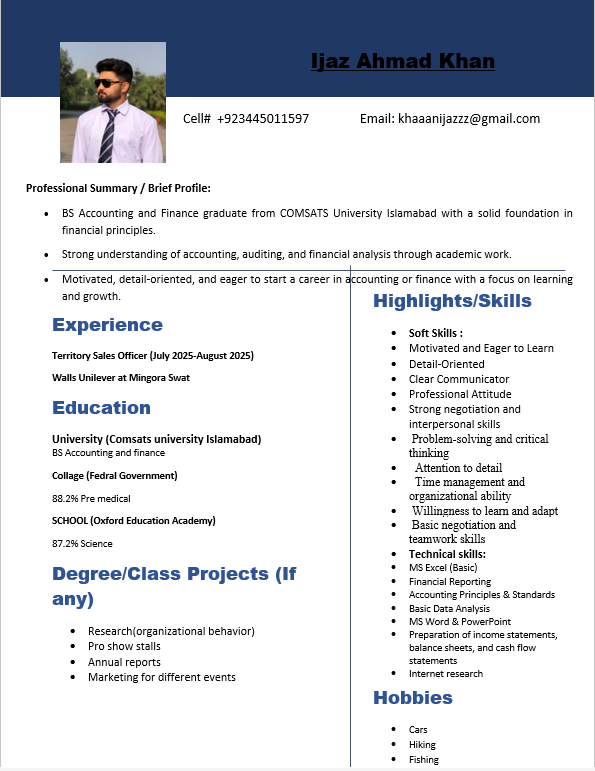 Ijaz Ahmad Khan
Cell#  +923445011597
Email: khaaanijazzz@gmail.com
Professional Summary / Brief Profile:
• BS Accounting and Finance graduate from COMSATS University Islamabad with a solid foundation in
financial principles.
• Strong understanding of accounting, auditing, and financial analysis through academic work.
• Motivated, detail-oriented, and eager to start a career in accounting or finance with a focus on learning
and growth.
Experience
Territory Sales Officer (July 2025-August 2025)
Walls Unilever at Mingora Swat
Education
University (Comsats university Islamabad)
BS Accounting and finance
Collage (Fedral Government)
88.2% Pre medical
SCHOOL (Oxford Education Academy)
87.2% Science
Degree/Class Projects (If
any)
• Research(organizational behavior)
• Pro show stalls
• Annual reports
• Marketing for different events
Highlights/Skills
• Soft Skills :
• Motivated and Eager to Learn
• Detail-Oriented
• Clear Communicator
• Professional Attitude
• Strong negotiation and
interpersonal skills
• Problem-solving and critical
thinking
• Attention to detail
• Time management and
organizational ability
• Willingness to learn and adapt
• Basic negotiation and
teamwork skills
• Technical skills:
• MS Excel (Basic)
• Financial Reporting
• Accounting Principles & Standards
• Basic Data Analysis
• MS Word & PowerPoint
• Preparation of income statements,
balance sheets, and cash flow
statements
• Internet research
Hobbies
• Cars
• Hiking
• Fishing